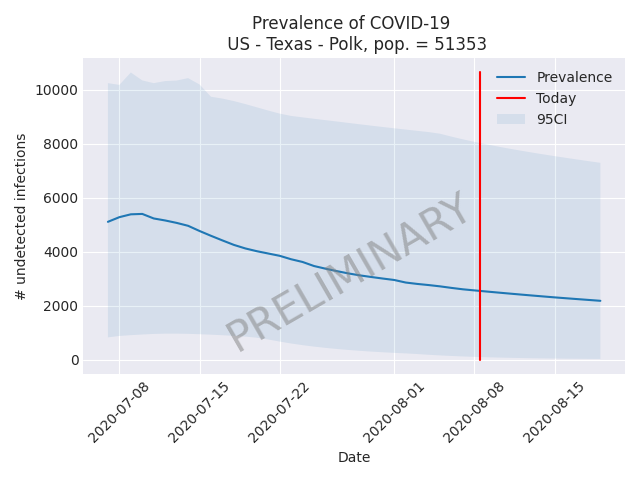 Prevalence of COVID-19
US - Texas - Polk, pop. = 51353
Prevalence
Today
95CI
10000
8000
6000
4000
2000
0
# undetected infections
PRELIMINARY
2020-07-08
2020-07-15
2020-07-22
2020-08-01
2020-08-08
2020-08-15
Date